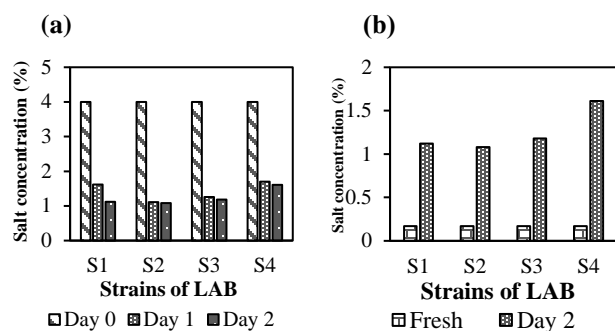 (a)
Salt concentration (%)
5
4
3
2
1
0
S1 S2 S3 S4
Strains of LAB
Day 0 Day 1 Day 2
(b)
Salt concentration (%)
2
1.5
1
0.5
0
S1 S2 S3 S4
Strains of LAB
Fresh Day 2